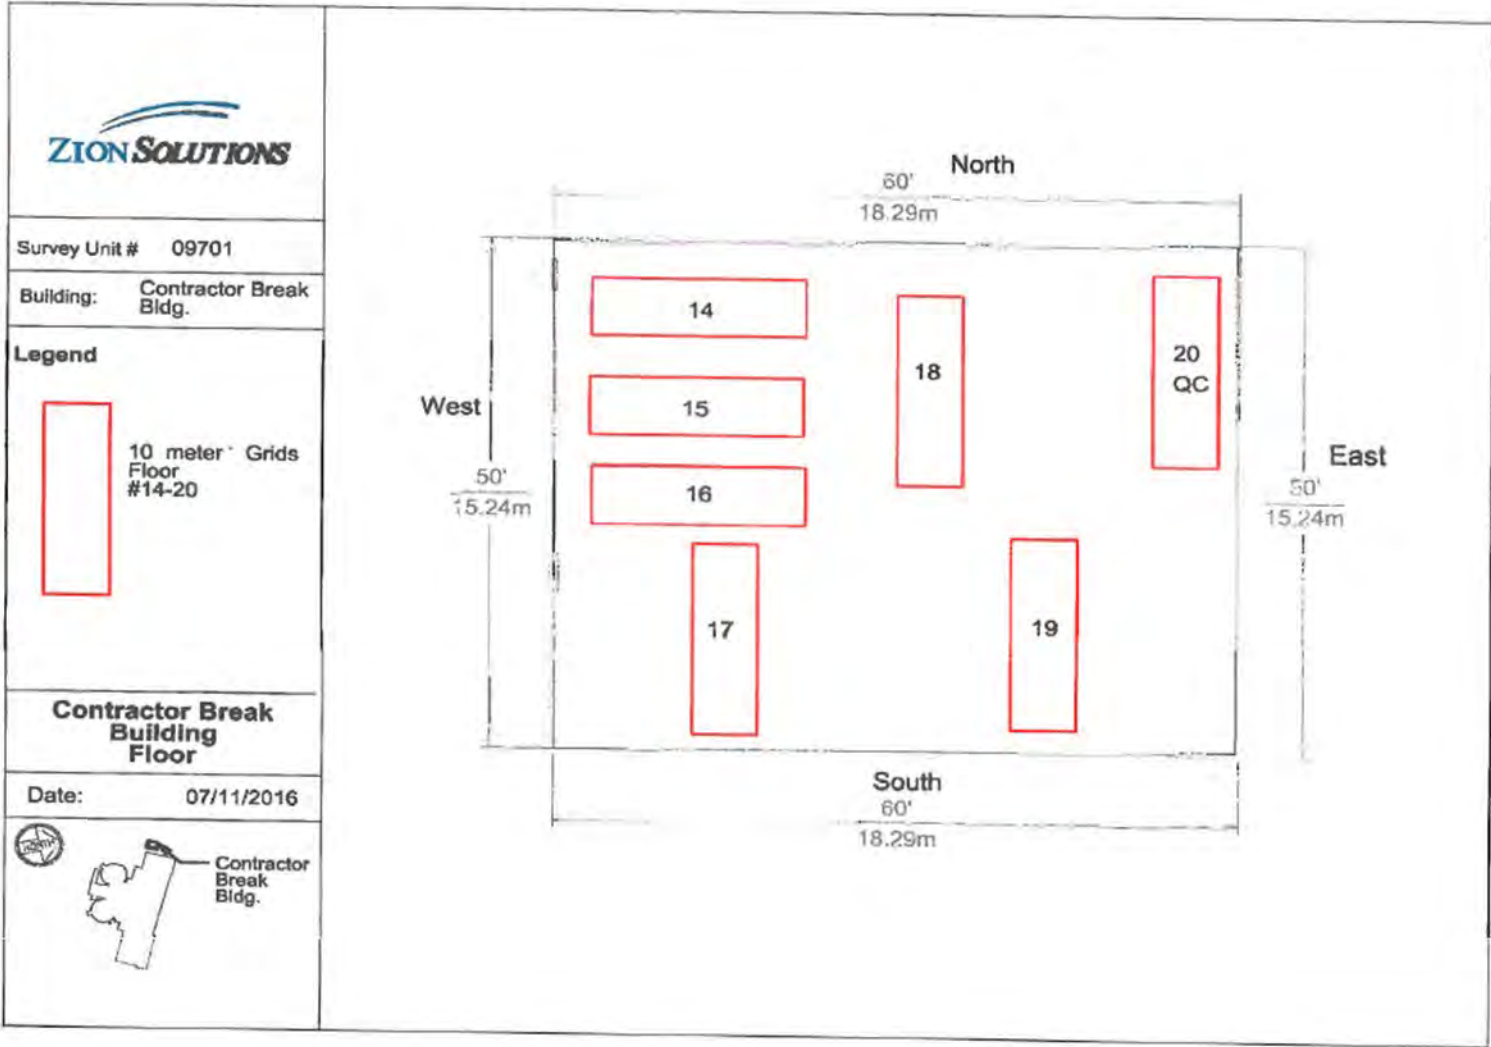 ZIONSOLUTIONS
Survey Unit # 09701
Building: Contractor Break
Bldg.
Legend
10 meter Grids
Floor
#14-20
Contractor Break
Building
Floor
Date: 07/11/2016
Contractor
Break
Bldg.
North
60'
18.29m
14
15
16
17
18
19
20
QC
West
50'
15.24m
East
50'
15.24m
South
60'
18.29m